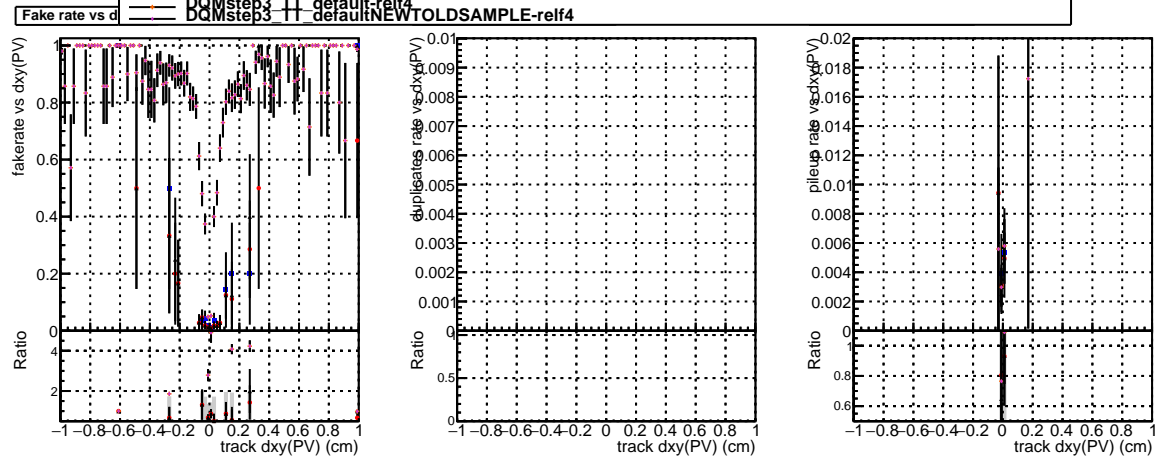 DQMstep3_TT_default-relf4
Fake rate vs d
DQMstep3_TT_defaultNEWTOLDSAMPLE-relf4
fakerate vs dxy(PV)
1
0.8
0.6
0.4
0.2
0
Ratio
4
2
−1 −0.8 −0.6 −0.4 −0.2 0 0.2 0.4 0.6 0.8 1
track dxy(PV) (cm)
duplicates rate vs dxy(PV)
0.01
0.009
0.008
0.007
0.006
0.005
0.004
0.003
0.002
0.001
0
Ratio
1
0.5
0
−1 −0.8 −0.6 −0.4 −0.2 0 0.2 0.4 0.6 0.8 1
track dxy(PV) (cm)
pileup rate vs dxy(PV)
0.02
0.018
0.016
0.014
0.012
0.01
0.008
0.006
0.004
0.002
0
Ratio
1
0.8
0.6
−1 −0.8 −0.6 −0.4 −0.2 0 0.2 0.4 0.6 0.8 1
track dxy(PV) (cm)